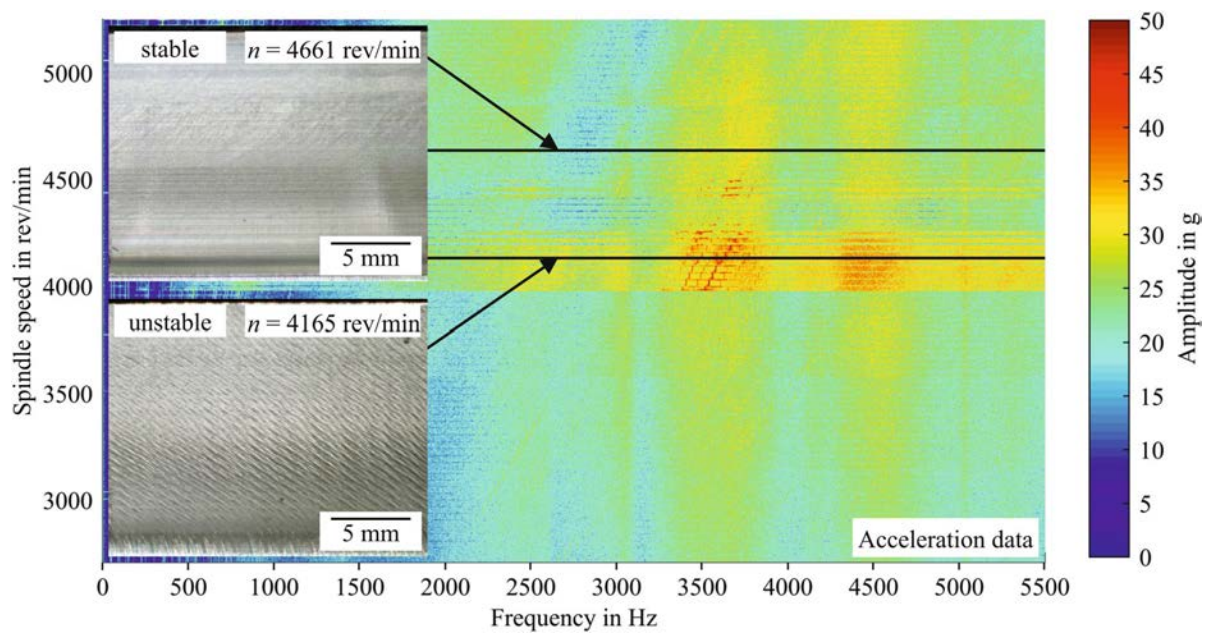 stable
n = 4661 rev/min
5 mm
unstable
n = 4165 rev/min
5 mm
Acceleration data
Spindle speed in rev/min
5000
4500
4000
3500
3000
0 500 1000 1500 2000 2500 3000 3500 4000 4500 5000 5500
Frequency in Hz
50
45
40
35
30
25
20
15
10
5
0
Amplitude in g